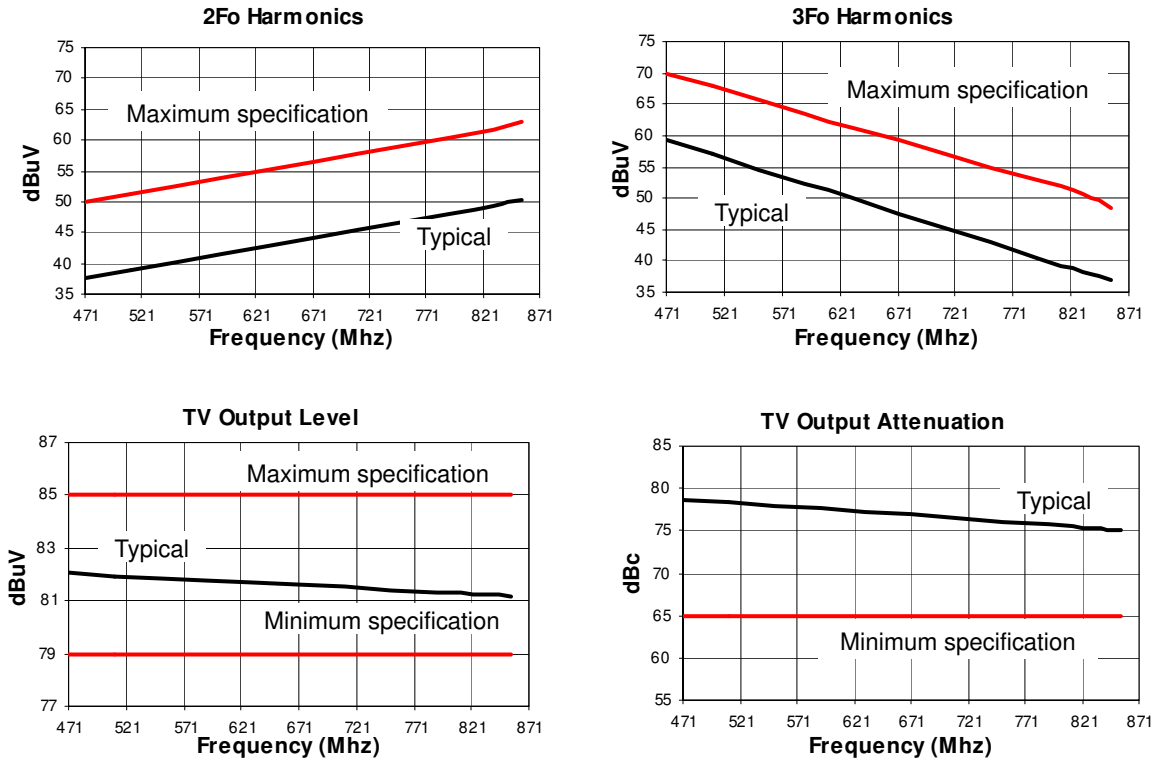 2Fo Harmonics
75
70
65
60
55
50
45
40
35
dBuV
Maximum specification
Typical
471 521 571 621 671 721 771 821 871
Frequency (Mhz)
3Fo Harmonics
75
70
65
60
55
50
45
40
35
dBuV
Maximum specification
Typical
471 521 571 621 671 721 771 821 871
Frequency (Mhz)
TV Output Level
87
85
83
81
79
77
dBuV
Maximum specification
Typical
Minimum specification
471 521 571 621 671 721 771 821 871
Frequency (Mhz)
TV Output Attenuation
85
80
75
70
65
60
55
dBc
Typical
Minimum specification
471 521 571 621 671 721 771 821 871
Frequency (Mhz)